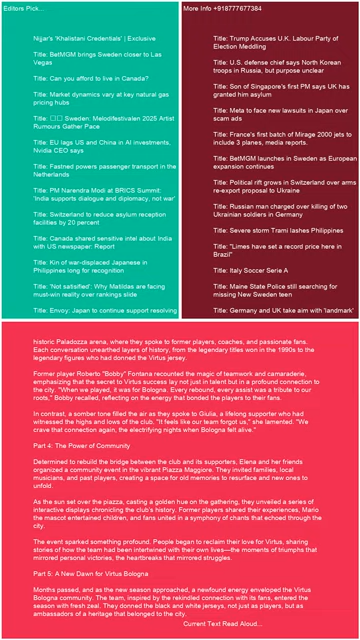 Editors Pick...
Nijjar's 'Khalistani Credentials' | Exclusive
Title: BetMGM brings Sweden closer to Las
Vegas
Title: Can you afford to live in Canada?
Title: Market dynamics vary at key natural gas
pricing hubs
Title: Sweden: Melodifestivalen 2025 Artist
Rumours Gather Pace
Title: EU lags US and China in AI investments,
Nvidia CEO says
Title: Fastned powers passenger transport in the
Netherlands
Title: PM Narendra Modi at BRICS Summit:
'India supports dialogue and diplomacy, not war'
Title: Switzerland to reduce asylum reception
facilities by 20 percent
Title: Canada shared sensitive intel about India
with US newspaper: Report
Title: Kin of war-displaced Japanese in
Philippines long for recognition
Title: 'Not satisified': Why Matildas are facing
must-win reality over rankings slide
Title: Envoy: Japan to continue support resolving
More Info +918777677384
Title: Trump Accuses U.K. Labour Party of
Election Meddling
Title: U.S. defense chief says North Korean
troops in Russia, but purpose unclear
Title: Son of Singapore's first PM says UK has
granted him asylum
Title: Meta to face new lawsuits in Japan over
scam ads
Title: France's first batch of Mirage 2000 jets to
include 3 planes, media reports.
Title: BetMGM launches in Sweden as European
expansion continues
Title: Political rift grows in Switzerland over arms
re-export proposal to Ukraine
Title: Russian man charged over killing of two
Ukrainian soldiers in Germany
Title: Severe storm Trami lashes Philippines
Title: "Limes have set a record price here in
Brazil"
Title: Italy Soccer Serie A
Title: Maine State Police still searching for
missing New Sweden teen
Title: Germany and UK take aim with 'landmark'
historic Paladozza arena, where they spoke to former players, coaches, and passionate fans.
Each conversation unearthed layers of history, from the legendary titles won in the 1990s to the
legendary figures who had donned the Virtus jersey.
Former player Roberto "Bobby" Fontana recounted the magic of teamwork and camaraderie,
emphasizing that the secret to Virtus success lay not just in talent but in a profound connection
to the city. "When we played, it was for Bologna. Every rebound, every assist was a tribute to our
roots," Bobby recalled, reflecting on the energy that bonded the players to their fans.
In contrast, a somber tone filled the air as they spoke to Giulia, a lifelong supporter who had
witnessed the highs and lows of the club. "It feels like our team forgot us," she lamented. "We
crave that connection again, the electrifying nights when Bologna felt alive."
Part 4: The Power of Community
Determined to rebuild the bridge between the club and its supporters, Elena and her friends
organized a community event in the vibrant Piazza Maggiore. They invited families, local
musicians, and past players, creating a space for old memories to resurface and new ones to
unfold.
As the sun set over the piazza, casting a golden hue on the gathering, they unveiled a series of
interactive displays chronicling the club's history. Former players shared their experiences, Mario
the mascot entertained children, and fans united in a symphony of chants that echoed through the
city.
The event sparked something profound. People began to reclaim their love for Virtus, sharing
stories of how the team had been intertwined with their own lives—the moments of triumphs that
mirrored personal victories, the heartbreaks that mirrored struggles.
Part 5: A New Dawn for Virtus Bologna
Months passed, and as the new season approached, a newfound energy enveloped the Virtus
Bologna community. The team, inspired by the rekindled connection with its fans, entered the
season with fresh zeal. They donned the black and white jerseys, not just as players, but as
ambassadors of a heritage that belonged to the city.
Current Text Read Aloud...